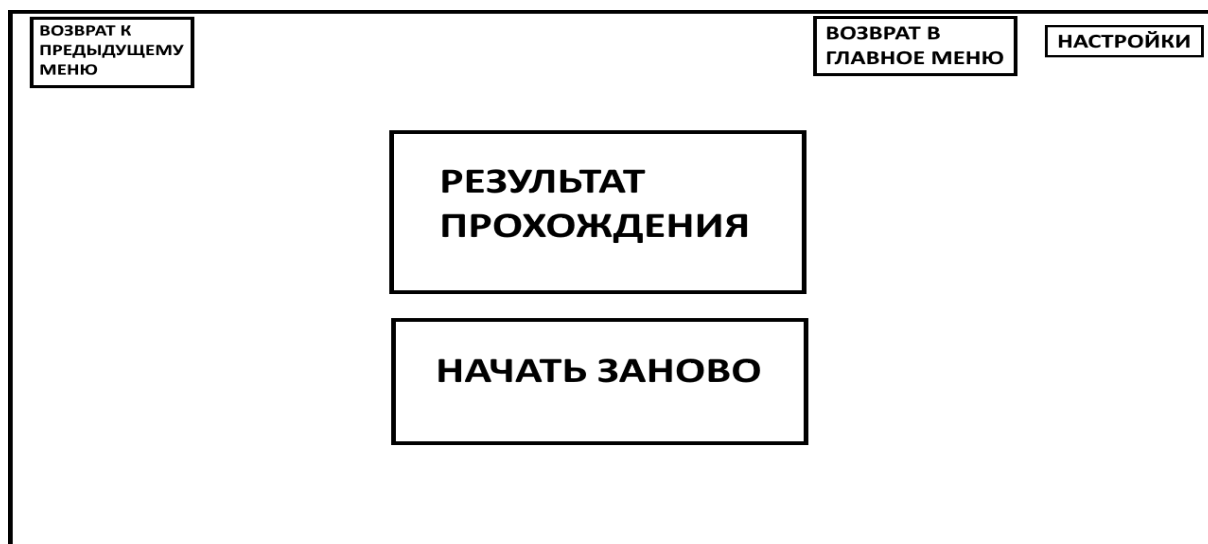 ВОЗВРАТ К
ПРЕДЫДУЩЕМУ
МЕНЮ
ВОЗВРАТ В
ГЛАВНОЕ МЕНЮ
НАСТРОЙКИ
РЕЗУЛЬТАТ
ПРОХОЖДЕНИЯ
НАЧАТЬ ЗАНОВО